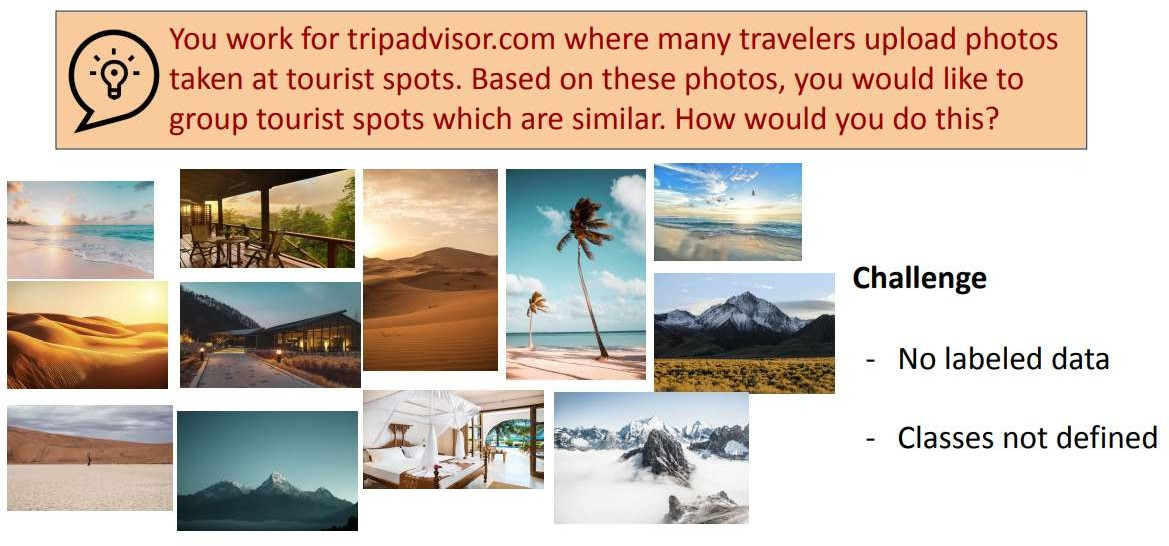 You work for tripadvisor.com where many travelers upload photos
taken at tourist spots. Based on these photos, you would like to
group tourist spots which are similar. How would you do this?
Challenge
- No labeled data
- Classes not defined